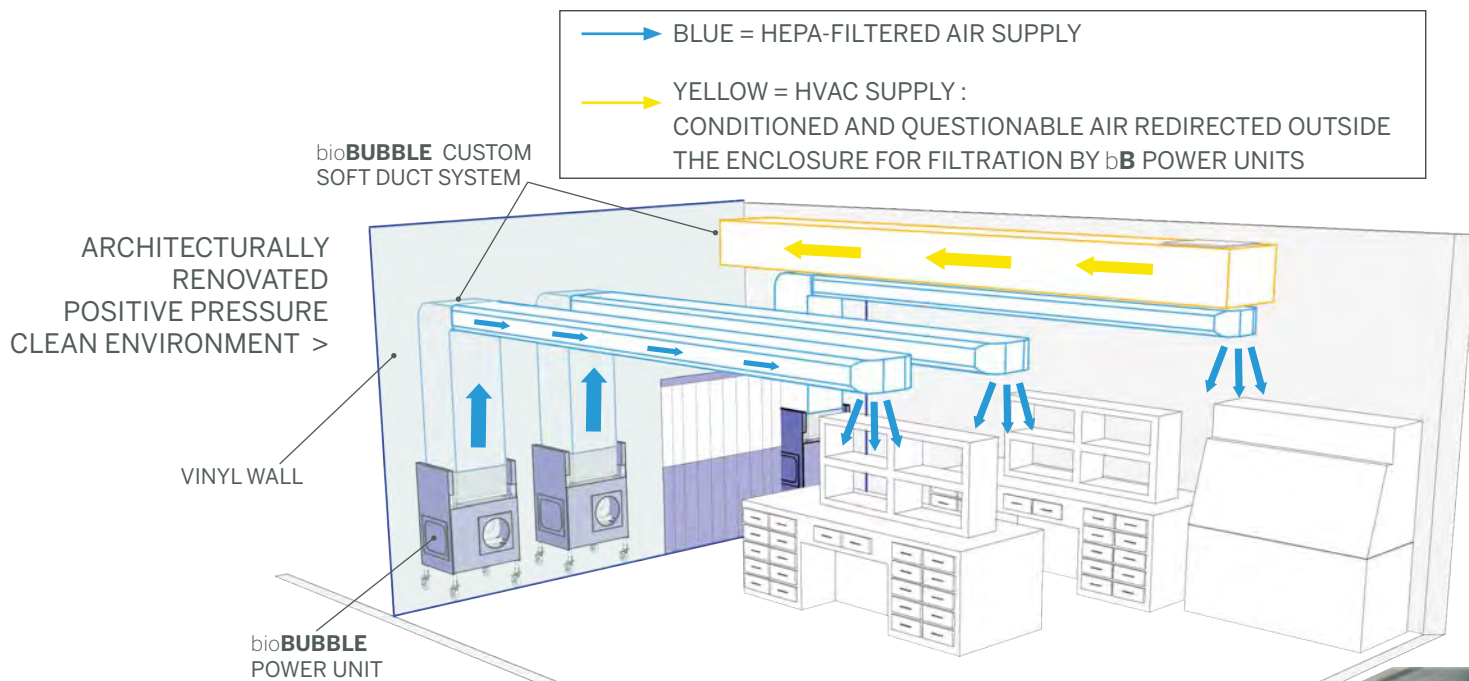 BLUE = HEPA-FILTERED AIR SUPPLY
YELLOW = HVAC SUPPLY :
CONDITIONED AND QUESTIONABLE AIR REDIRECTED OUTSIDE
THE ENCLOSURE FOR FILTRATION BY bB POWER UNITS
bioBUBBLE CUSTOM
SOFT DUCT SYSTEM
ARCHITECTURALLY
RENOVATED
POSITIVE PRESSURE
CLEAN ENVIRONMENT >
VINYL WALL
bioBUBBLE
POWER UNIT